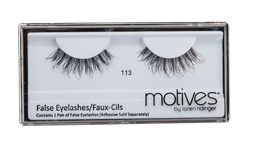 113
False Eyelashes/Faux-Cils
Contains 1 Pair of False Eyelashes (Adhesive Sold Separately)
motives®
by loren ridinger